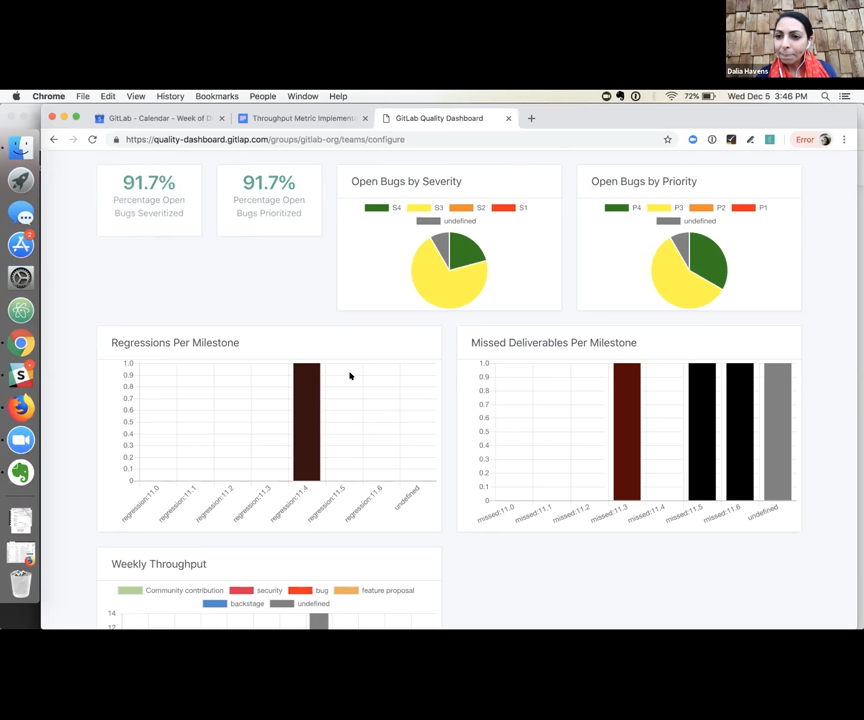 Dalia Havens
Chrome File Edit View History Bookmarks People Window Help 72% Wed Dec 5 3:46 PM
GitLab - Calendar - Week of D × Throughput Metric Implement × GitLab Quality Dashboard ×
https://quality-dashboard.gitlap.com/groups/gitlab-org/teams/configure Error
91.7%
Percentage Open
Bugs Severitized
91.7%
Percentage Open
Bugs Prioritized
Open Bugs by Severity
S4 S3 S2 S1
undefined
Open Bugs by Priority
P4 P3 P2 P1
undefined
Regressions Per Milestone
1.0
0.9
0.8
0.7
0.6
0.5
0.4
0.3
0.2
0.1
0
regression:11.0 regression:11.1 regression:11.2 regression:11.3 regression:11.4 regression:11.5 regression:11.6 undefined
Missed Deliverables Per Milestone
1.0
0.9
0.8
0.7
0.6
0.5
0.4
0.3
0.2
0.1
0
missed:11.0 missed:11.1 missed:11.2 missed:11.3 missed:11.4 missed:11.5 missed:11.6 undefined
Weekly Throughput
Community contribution security bug feature proposal
backstage undefined
14
12